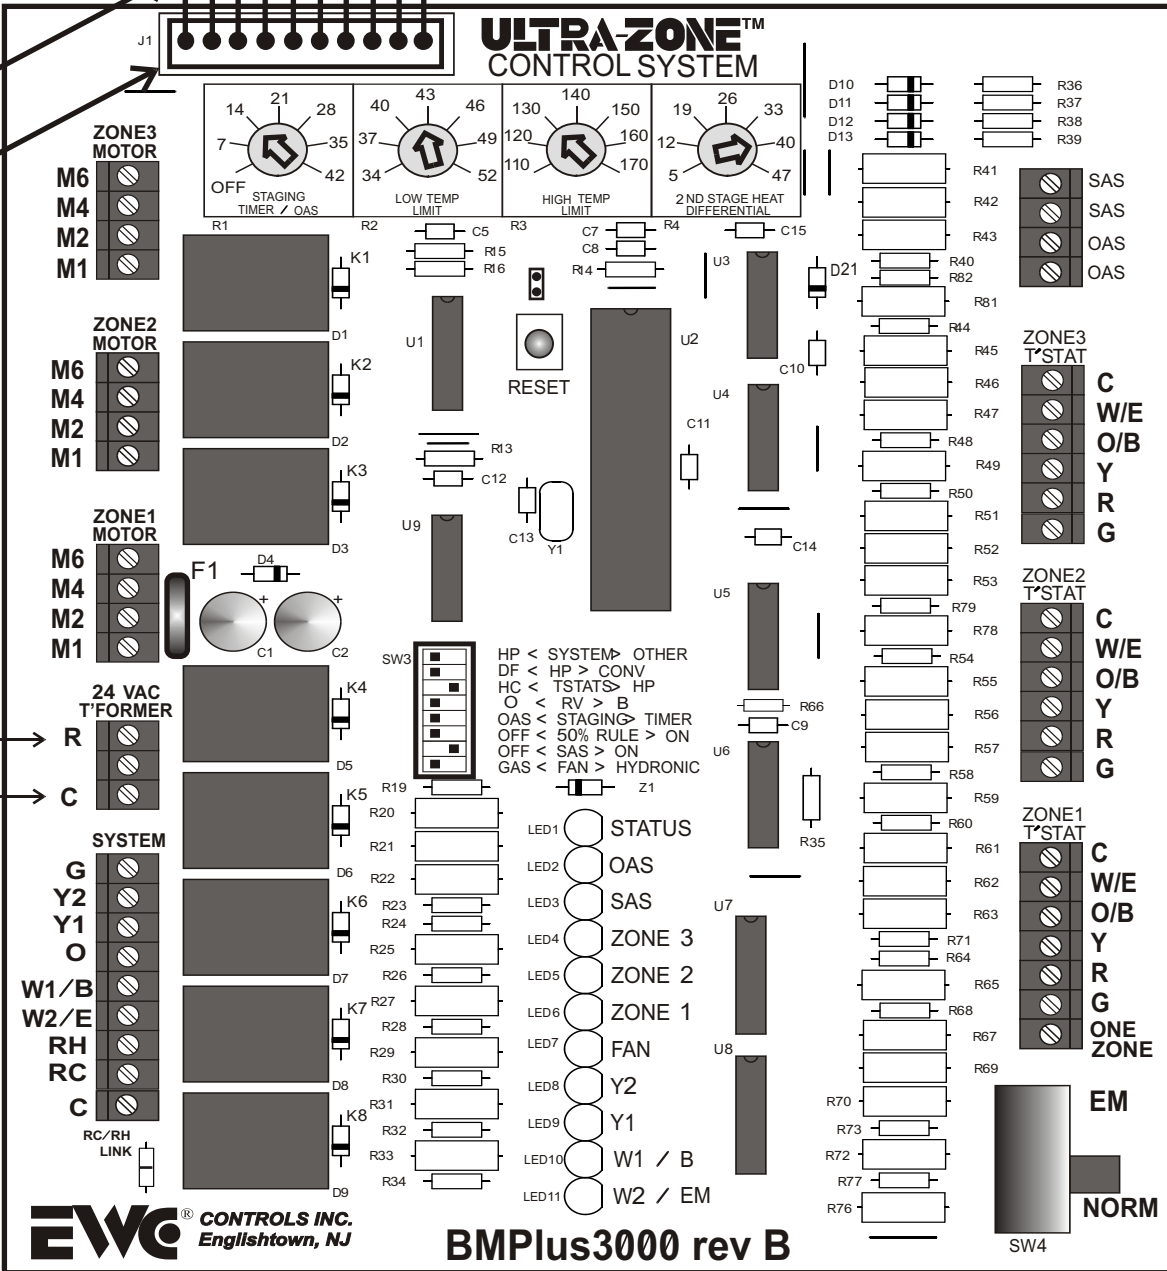 J1
ULTRA-ZONE™
CONTROL SYSTEM
OFF 7 14 21 28 35 42
STAGING
TIMER / OAS
34 37 40 43 46 49 52
LOW TEMP
LIMIT
110 120 130 140 150 160 170
HIGH TEMP
LIMIT
5 12 19 26 33 40 47
2ND STAGE HEAT
DIFFERENTIAL
R1
R2
R3
R4
ZONE3
MOTOR
M6
M4
M2
M1
ZONE2
MOTOR
M6
M4
M2
M1
ZONE1
MOTOR
M6
M4
M2
M1
24 VAC
T'FORMER
R
C
SYSTEM
G
Y2
Y1
O
W1/B
W2/E
RH
RC
C
RC/RH
LINK
K1
D1
K2
D2
K3
D3
F1
D4
+
+
C1
C2
K4
D5
K5
D6
K6
D7
K7
D8
K8
D9
C5
R15
R16
U1
R13
C12
U9
RESET
C7
C8
R14
U2
C13
Y1
C11
C15
U3
D21
C10
U4
C14
U5
R66
C9
U6
R35
U7
U8
SW3
HP < SYSTEM> OTHER
DF < HP > CONV
HC < TSTATS> HP
O < RV > B
OAS < STAGING> TIMER
OFF < 50% RULE > ON
OFF < SAS > ON
GAS < FAN > HYDRONIC
Z1
R19
R20
R21
R22
R23
R24
R25
R26
R27
R28
R29
R30
R31
R32
R33
R34
LED1 STATUS
LED2 OAS
LED3 SAS
LED4 ZONE 3
LED5 ZONE 2
LED6 ZONE 1
LED7 FAN
LED8 Y2
LED9 Y1
LED10 W1 / B
LED11 W2 / EM
D10
D11
D12
D13
R36
R37
R38
R39
R41
R42
R43
R40
R82
R81
R44
R45
R46
R47
R48
R49
R50
R51
R52
R53
R79
R78
R54
R55
R56
R57
R58
R59
R60
R61
R62
R63
R71
R64
R65
R68
R67
R69
R70
R73
R72
R77
R76
SAS
SAS
OAS
OAS
ZONE3
T'STAT
C
W/E
O/B
Y
R
G
ZONE2
T'STAT
C
W/E
O/B
Y
R
G
ZONE1
T'STAT
C
W/E
O/B
Y
R
G
ONE
ZONE
EM
NORM
SW4
EWC® CONTROLS INC.
Englishtown, NJ
BMPlus3000 rev B